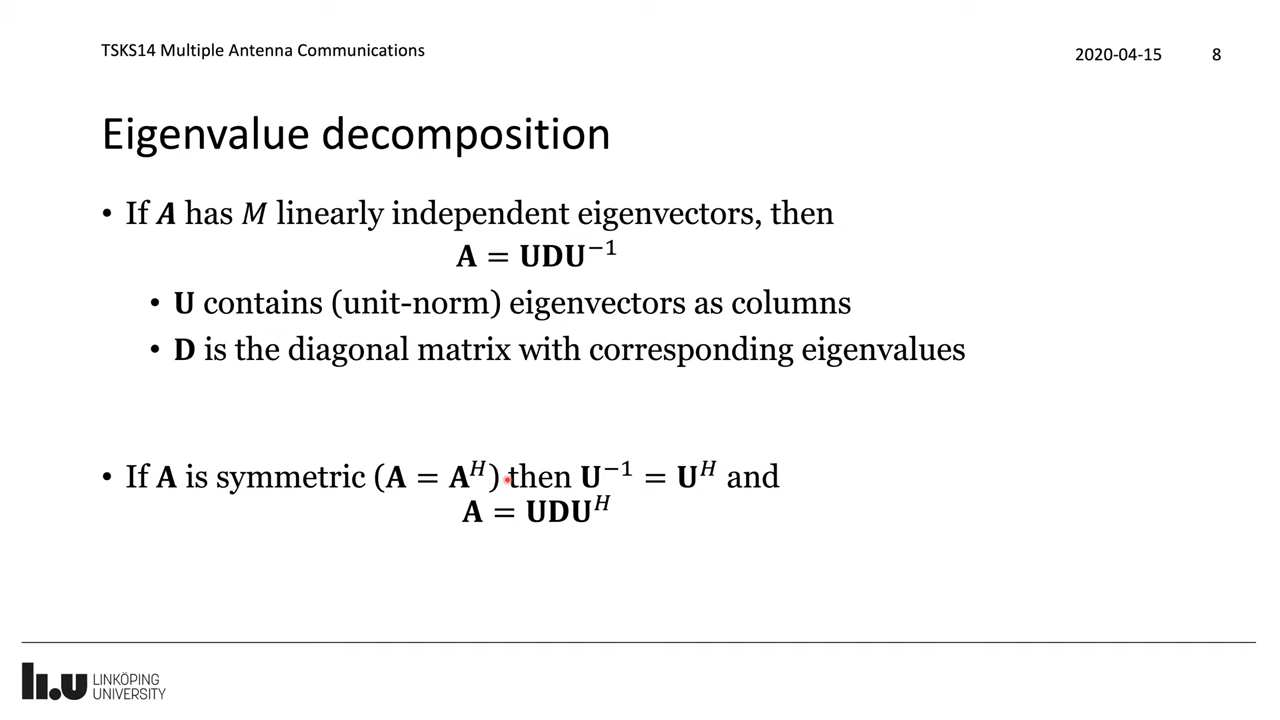 TSKS14 Multiple Antenna Communications
2020-04-15 8
Eigenvalue decomposition
• If 𝑨 has 𝑀 linearly independent eigenvectors, then
𝐀 = 𝐔𝐃𝐔⁻¹
• 𝐔 contains (unit-norm) eigenvectors as columns
• 𝐃 is the diagonal matrix with corresponding eigenvalues
• If 𝐀 is symmetric (𝐀 = 𝐀ᴴ) then 𝐔⁻¹ = 𝐔ᴴ and
𝐀 = 𝐔𝐃𝐔ᴴ
li.u LINKÖPING
UNIVERSITY